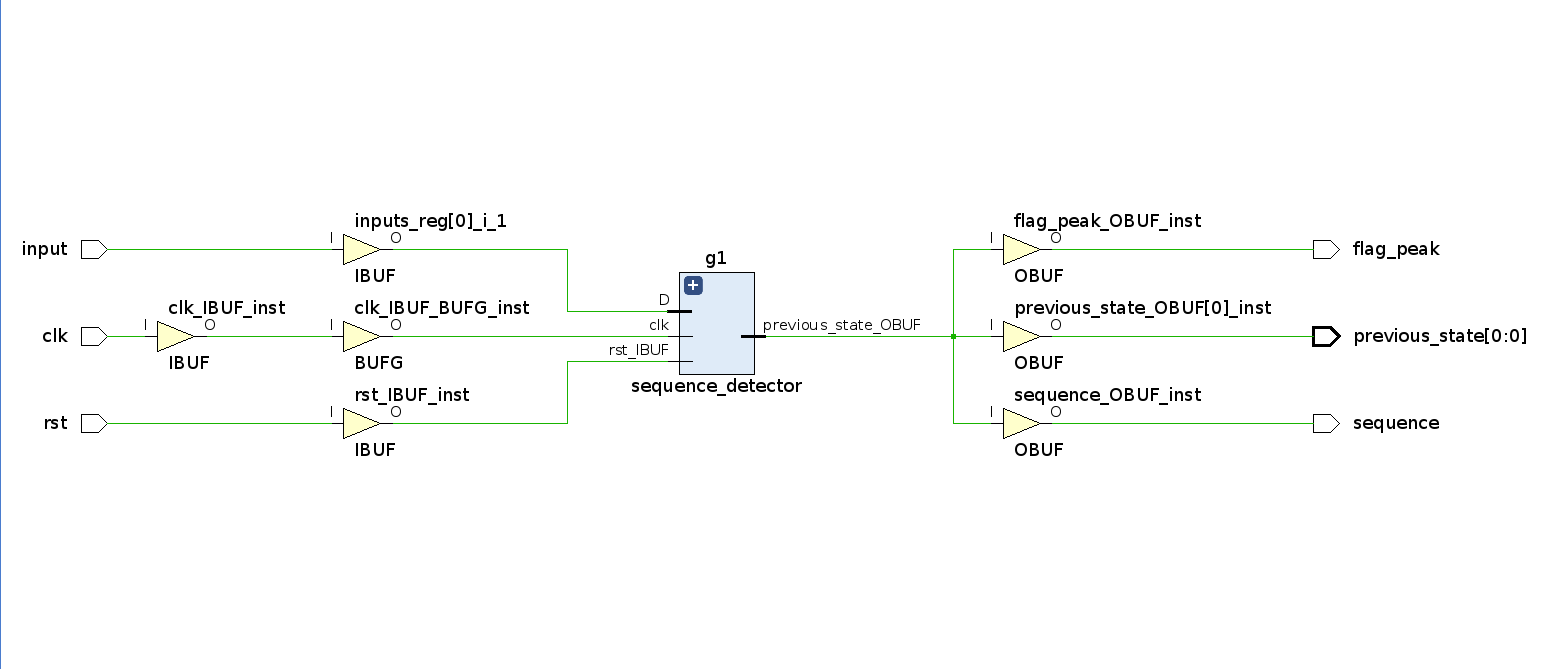 inputs_reg[0]_i_1
flag_peak_OBUF_inst
I
O
I
O
input
flag_peak
g1
IBUF
OBUF
D
clk_IBUF_inst
clk_IBUF_BUFG_inst
previous_state_OBUF[0]_inst
I
O
I
O
clk
previous_state_OBUF
I
O
clk
previous_state[0:0]
rst_IBUF
IBUF
BUFG
OBUF
sequence_detector
rst_IBUF_inst
sequence_OBUF_inst
I
O
I
O
rst
sequence
IBUF
OBUF